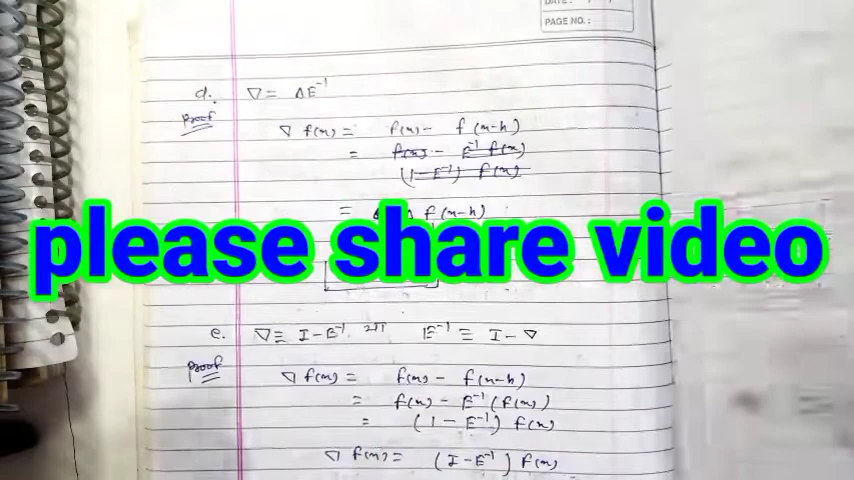 DATE: / /
PAGE NO.:
d. ∇ = ΔE⁻¹
proof
∇ f(x) = f(x) - f(x-h)
= f(x) - E⁻¹ f(x)
(1 - E⁻¹) f(x)
= Δ f(x-h)
please share video
e. ∇ ≡ I - E⁻¹ या E⁻¹ ≡ I - ∇
proof
∇ f(x) = f(x) - f(x-h)
= f(x) - E⁻¹(f(x))
= (1 - E⁻¹) f(x)
∇ f(x) = (I - E⁻¹) f(x)